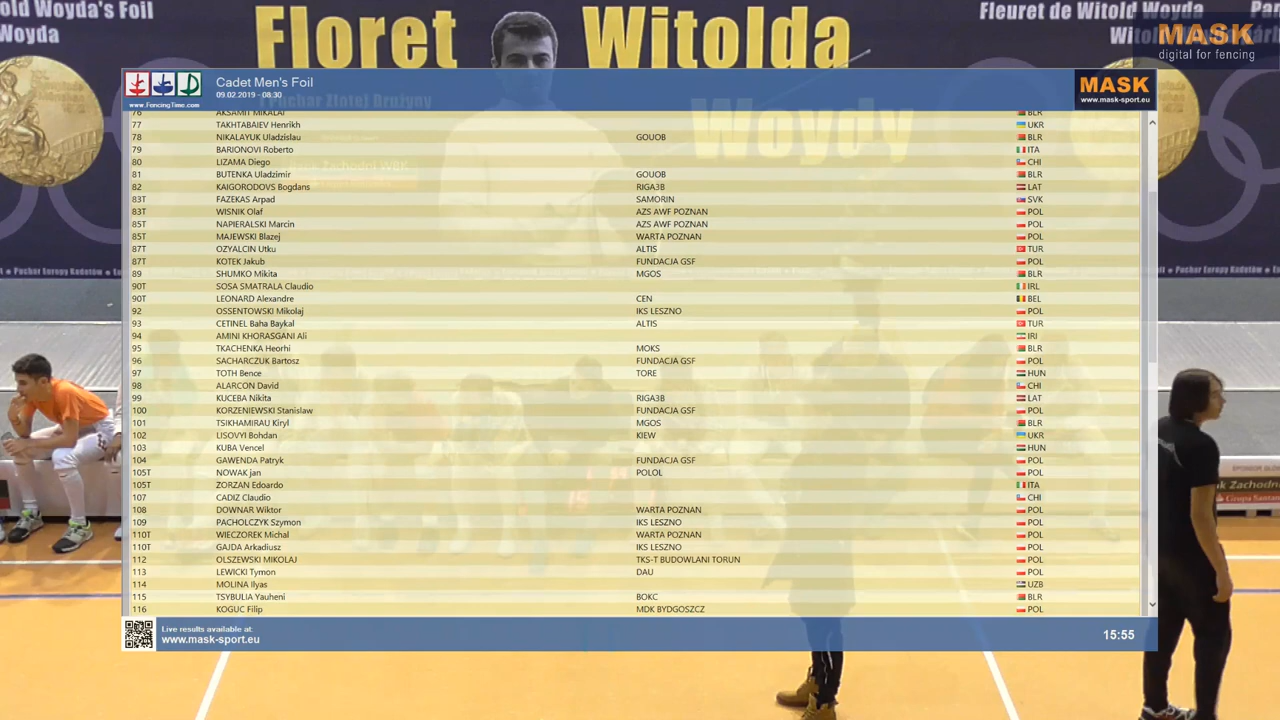 old Woyda's Foil
Woyda
Floret Witolda
Fleuret de Witold Woyda
MASK
digital for fencing
Cadet Men's Foil
09.02.2019 - 08:30
www.FencingTime.com
MASK
www.mask-sport.eu
Woydy
76 AKSAMIT MIKALAI BLR
77 TAKHTABAIEV Henrikh UKR
78 NIKALAYUK Uladzislau GOUOB BLR
79 BARIONOVI Roberto ITA
80 LIZAMA Diego CHI
81 BUTENKA Uladzimir GOUOB BLR
82 KAIGORODOVS Bogdans RIGA3B LAT
83T FAZEKAS Arpad SAMORIN SVK
83T WISNIK Olaf AZS AWF POZNAN POL
85T NAPIERALSKI Marcin AZS AWF POZNAN POL
85T MAJEWSKI Blazej WARTA POZNAN POL
87T OZYALCIN Utku ALTIS TUR
87T KOTEK Jakub FUNDACJA GSF POL
89 SHUMKO Mikita MGOS BLR
90T SOSA SMATRALA Claudio IRL
90T LEONARD Alexandre CEN BEL
92 OSSENTOWSKI Mikolaj IKS LESZNO POL
93 CETINEL Baha Baykal ALTIS TUR
94 AMINI KHORASGANI Ali IRI
95 TKACHENKA Heorhi MOKS BLR
96 SACHARCZUK Bartosz FUNDACJA GSF POL
97 TOTH Bence TORE HUN
98 ALARCON David CHI
99 KUCEBA Nikita RIGA3B LAT
100 KORZENIEWSKI Stanislaw FUNDACJA GSF POL
101 TSIKHAMIRAU Kiryl MGOS BLR
102 LISOVYI Bohdan KIEW UKR
103 KUBA Vencel HUN
104 GAWENDA Patryk FUNDACJA GSF POL
105T NOWAK jan POLOL POL
105T ZORZAN Edoardo ITA
107 CADIZ Claudio CHI
108 DOWNAR Wiktor WARTA POZNAN POL
109 PACHOLCZYK Szymon IKS LESZNO POL
110T WIECZOREK Michal WARTA POZNAN POL
110T GAJDA Arkadiusz IKS LESZNO POL
112 OLSZEWSKI MIKOLAJ TKS-T BUDOWLANI TORUN POL
113 LEWICKI Tymon DAU POL
114 MOLINA Ilyas UZB
115 TSYBULIA Yauheni BOKC BLR
116 KOGUC Filip MDK BYDGOSZCZ POL
Live results available at:
www.mask-sport.eu
15:55